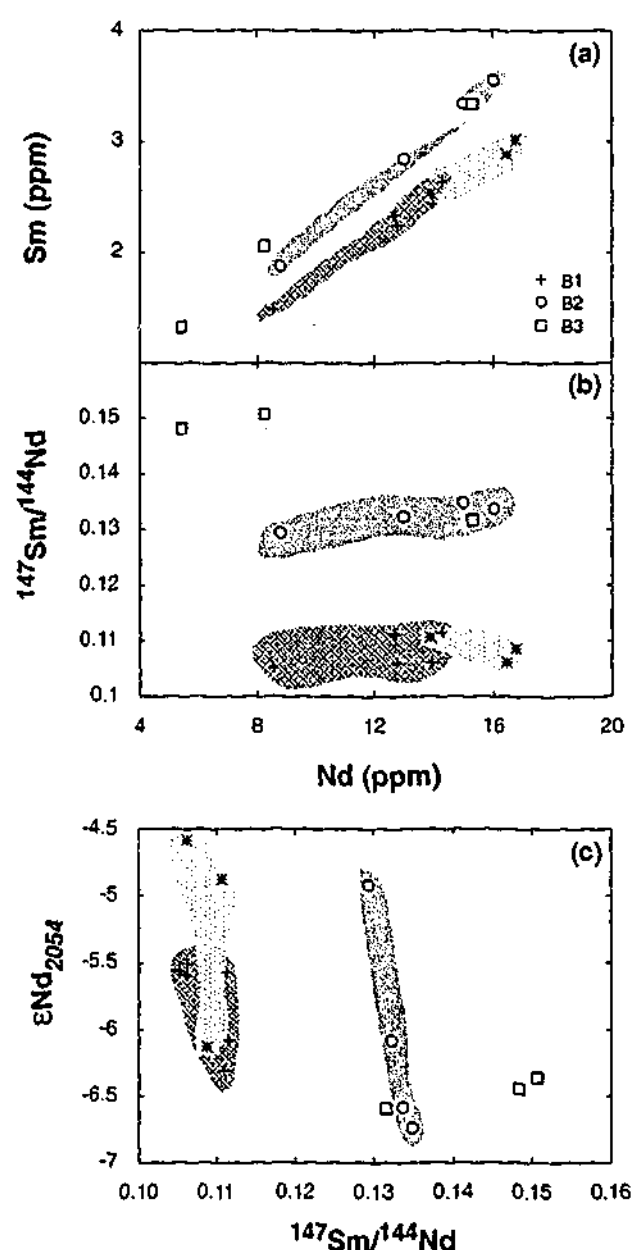 4
(a)
3
Sm (ppm)
2
B1
B2
B3
(b)
0.15
0.14
147Sm/144Nd
0.13
0.12
0.11
0.1
4 8 12 16 20
Nd (ppm)
-4.5
(c)
-5
-5.5
εNd2054
-6
-6.5
-7
0.10 0.11 0.12 0.13 0.14 0.15 0.16
147Sm/144Nd